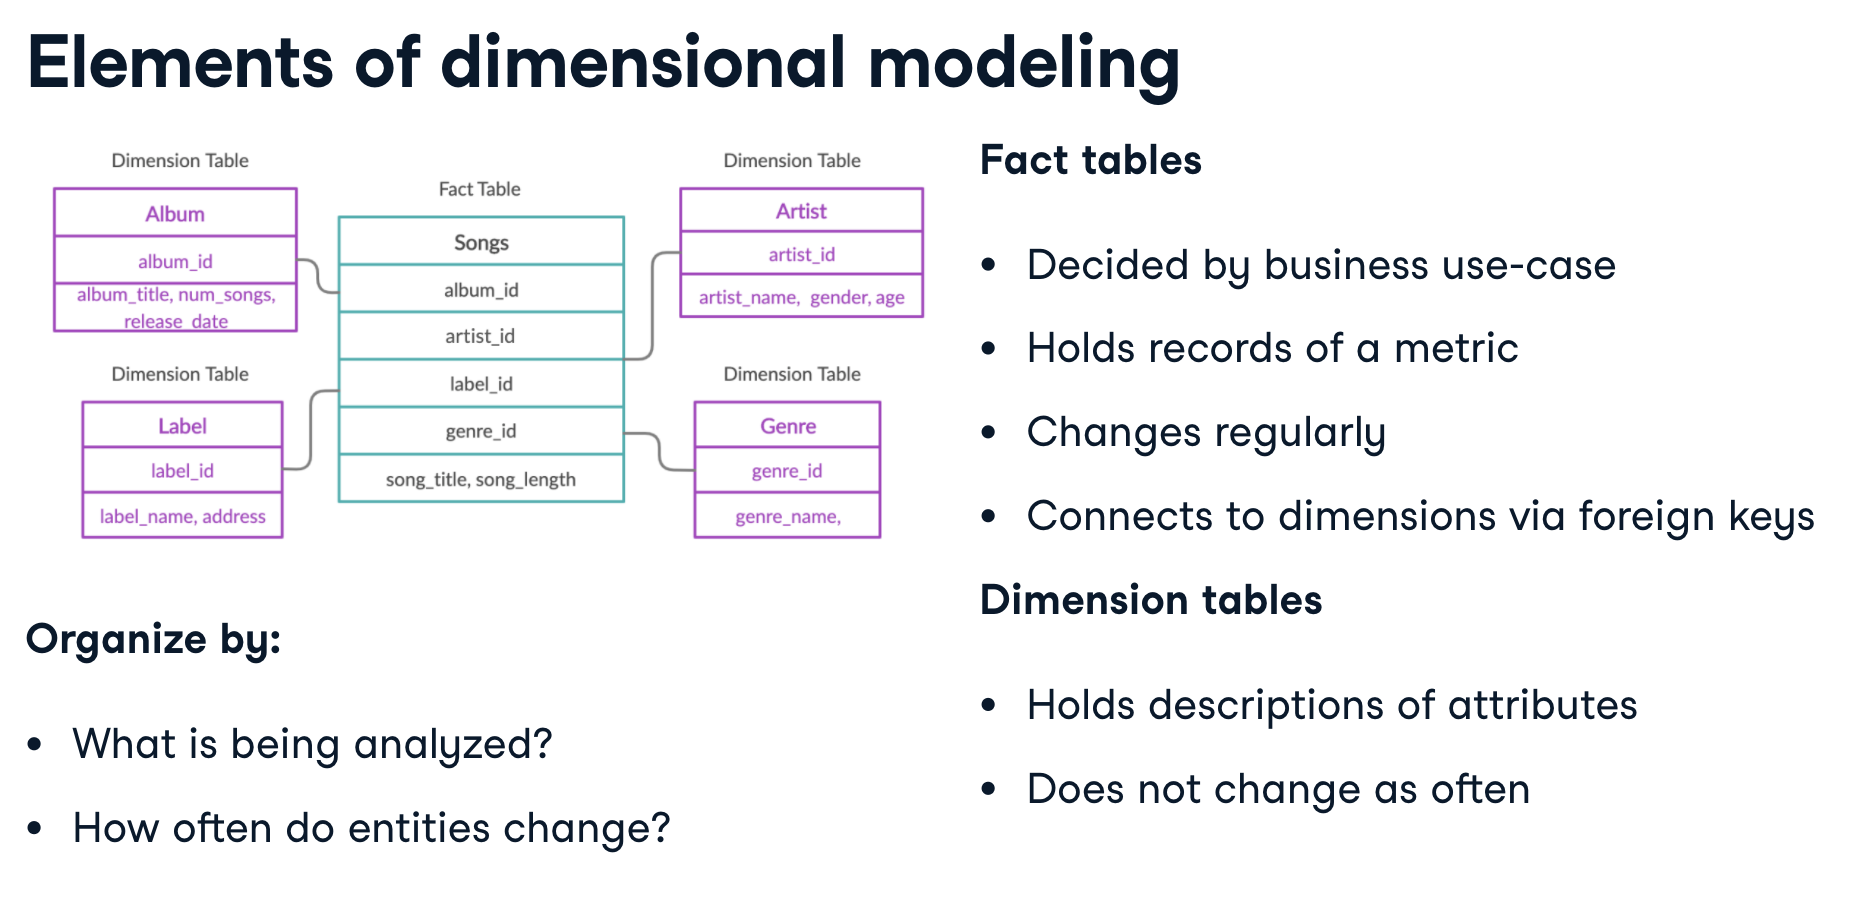 Elements of dimensional modeling
Dimension Table
Album
album_id
album_title, num_songs,
release_date
Dimension Table
Label
label_id
label_name, address
Fact Table
Songs
album_id
artist_id
label_id
genre_id
song_title, song_length
Dimension Table
Artist
artist_id
artist_name, gender, age
Dimension Table
Genre
genre_id
genre_name,
Organize by:
• What is being analyzed?
• How often do entities change?
Fact tables
• Decided by business use-case
• Holds records of a metric
• Changes regularly
• Connects to dimensions via foreign keys
Dimension tables
• Holds descriptions of attributes
• Does not change as often